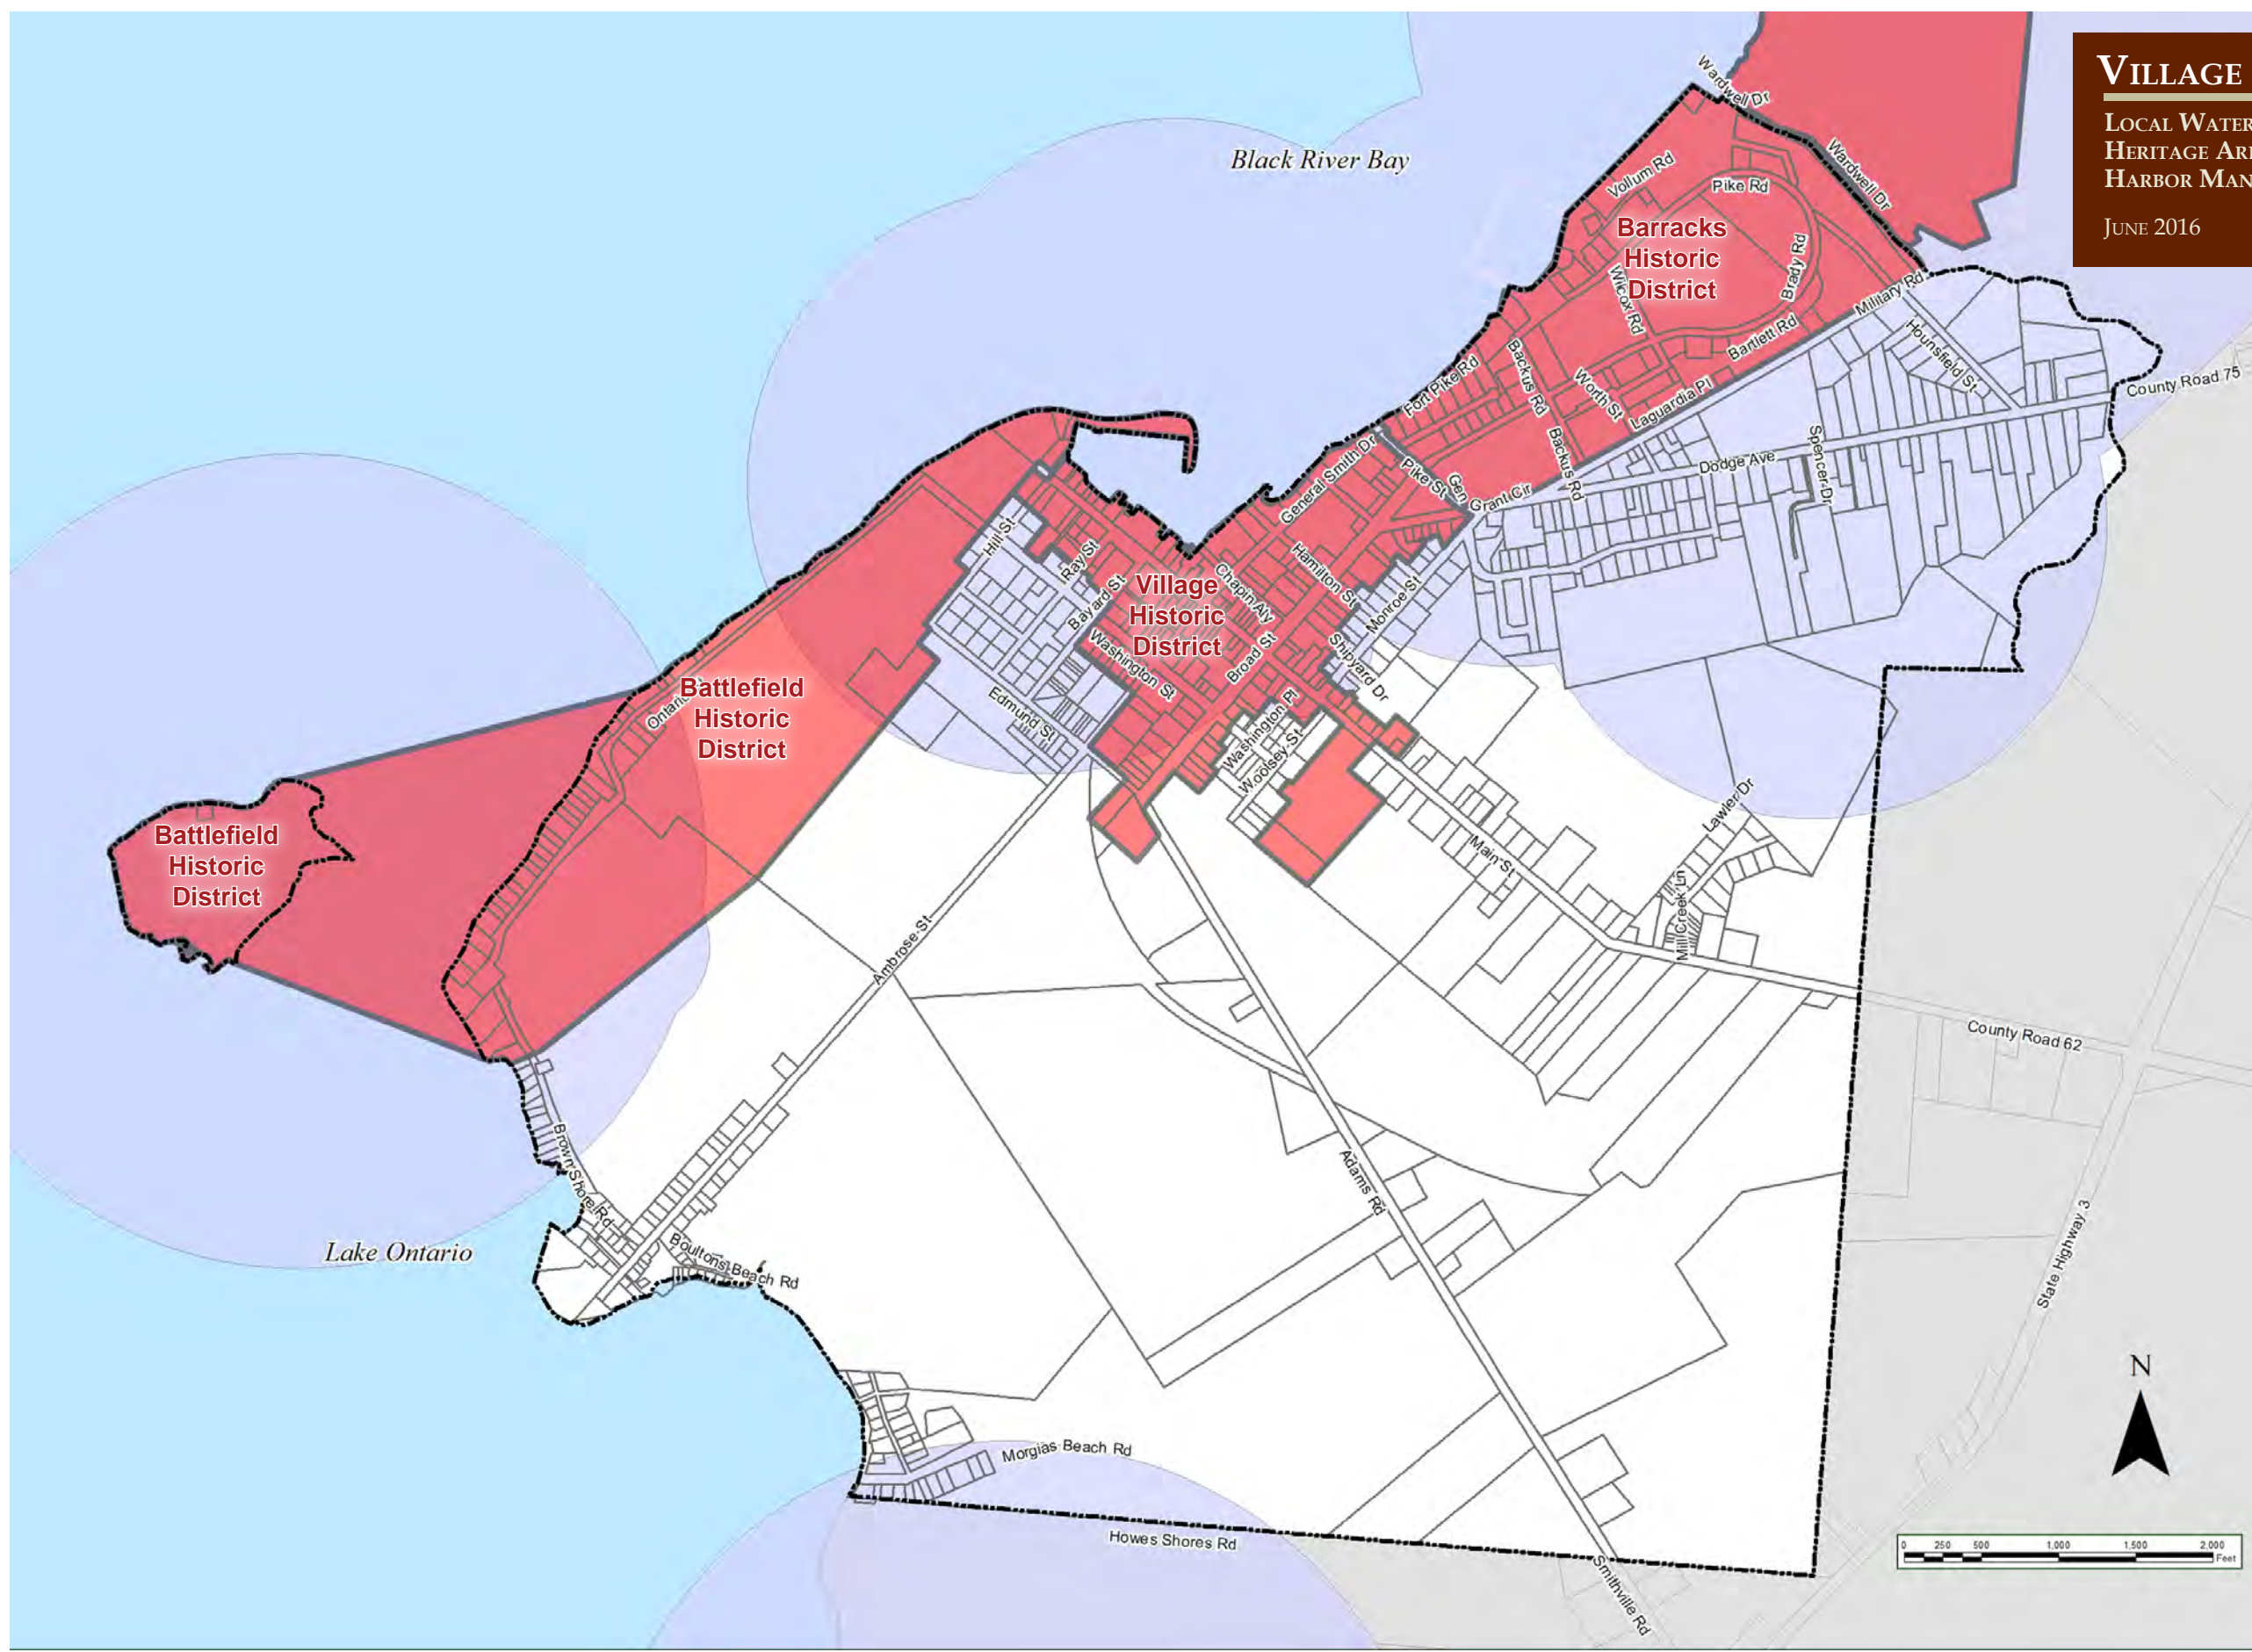 VILLAGE
LOCAL WATER
HERITAGE AR
HARBOR MAN
JUNE 2016
Wardwell Dr
Black River Bay
Wardwell Dr
Vollum Rd
Pike Rd
Barracks
Historic
District
Brady Rd
Wilcox Rd
Military Rd
Bartlett Rd
Hounsfield St
County Road 75
Backus Rd
Fort Pike Rd
Worth St
Laguardia Pl
Backus Rd
Spencer Dr
Dodge Ave
General Smith Dr
Pike St
Gen
Grant Cir
Hill St
Ray St
Bayard St
Village
Historic
District
Chapin Aly
Hamilton St
Monroe St
Washington St
Broad St
Shipyard Dr
Edmund St
Washington Pl
Woolsey St
Ontario
Battlefield
Historic
District
Battlefield
Historic
District
Lawler Dr
Main St
Mill Creek Ln
Ambrose St
County Road 62
Brown Shore Rd
Adams Rd
Lake Ontario
Boultons Beach Rd
State Highway 3
Morgias Beach Rd
Howes Shores Rd
Smithville Rd
N
0 250 500 1,000 1,500 2,000
Feet